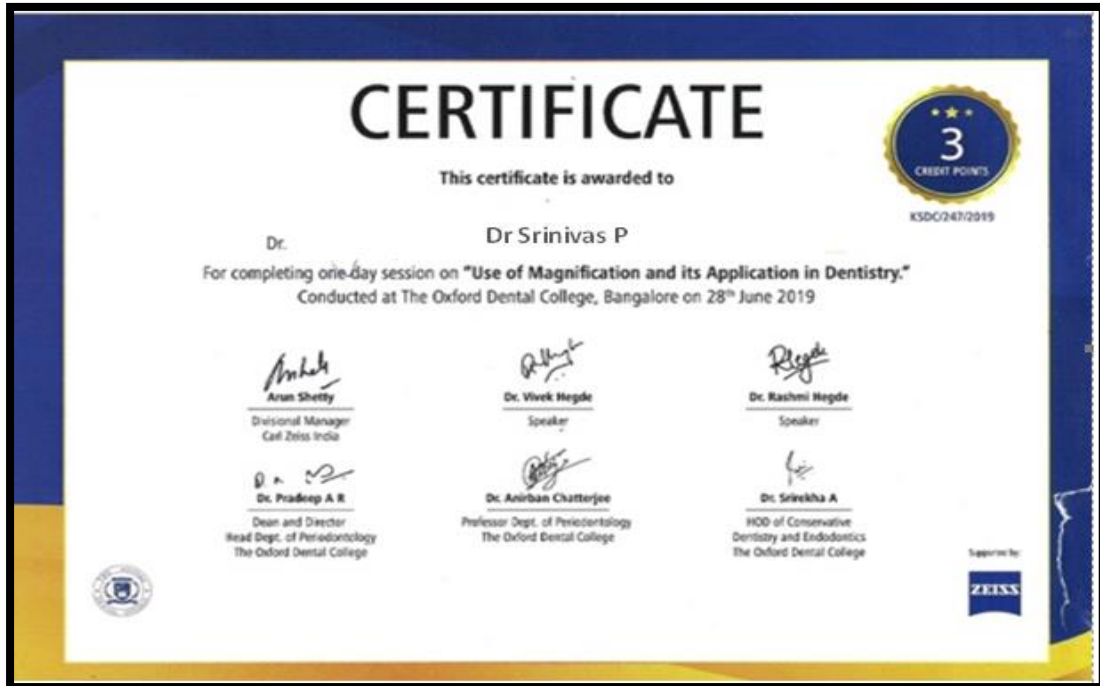 CERTIFICATE
3
CREDIT POINTS
This certificate is awarded to
KSDC/247/2019
Dr. Dr Srinivas P
For completing one-day session on "Use of Magnification and its Application in Dentistry."
Conducted at The Oxford Dental College, Bangalore on 28th June 2019
Arun Shetty
Divisional Manager
Carl Zeiss India
Dr. Vivek Hegde
Speaker
Dr. Rashmi Hegde
Speaker
Dr. Pradeep A R
Dean and Director
Head Dept. of Periodontology
The Oxford Dental College
Dr. Anirban Chatterjee
Professor Dept. of Periodontology
The Oxford Dental College
Dr. Srirekha A
HOD of Conservative
Dentistry and Endodontics
The Oxford Dental College
Supported by:
ZEISS